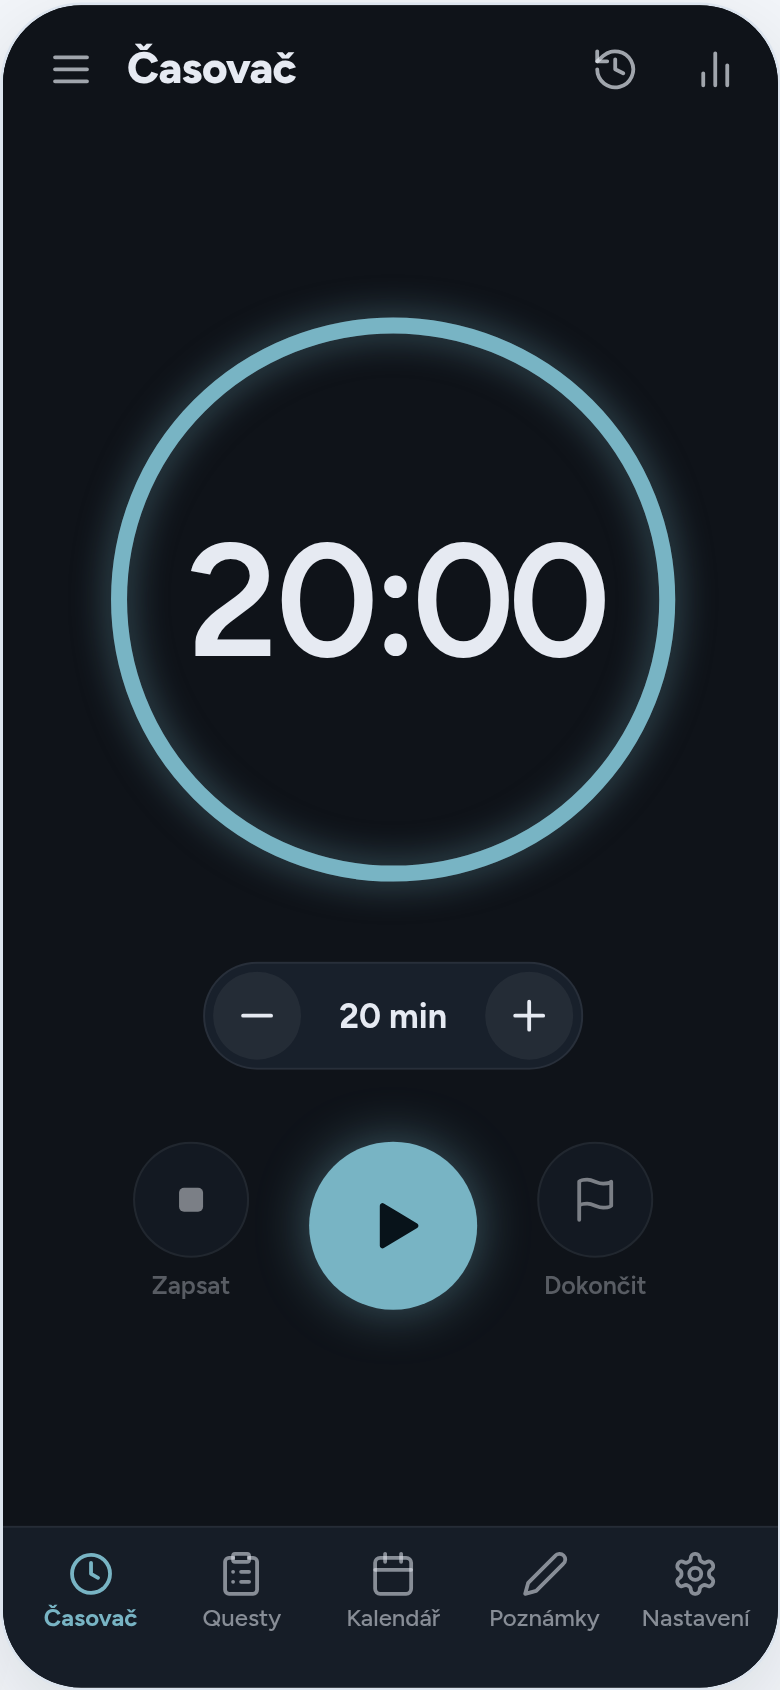 Časovač
20:00
20 min
Zapsat
Dokončit
Časovač
Questy
Kalendář
Poznámky
Nastavení